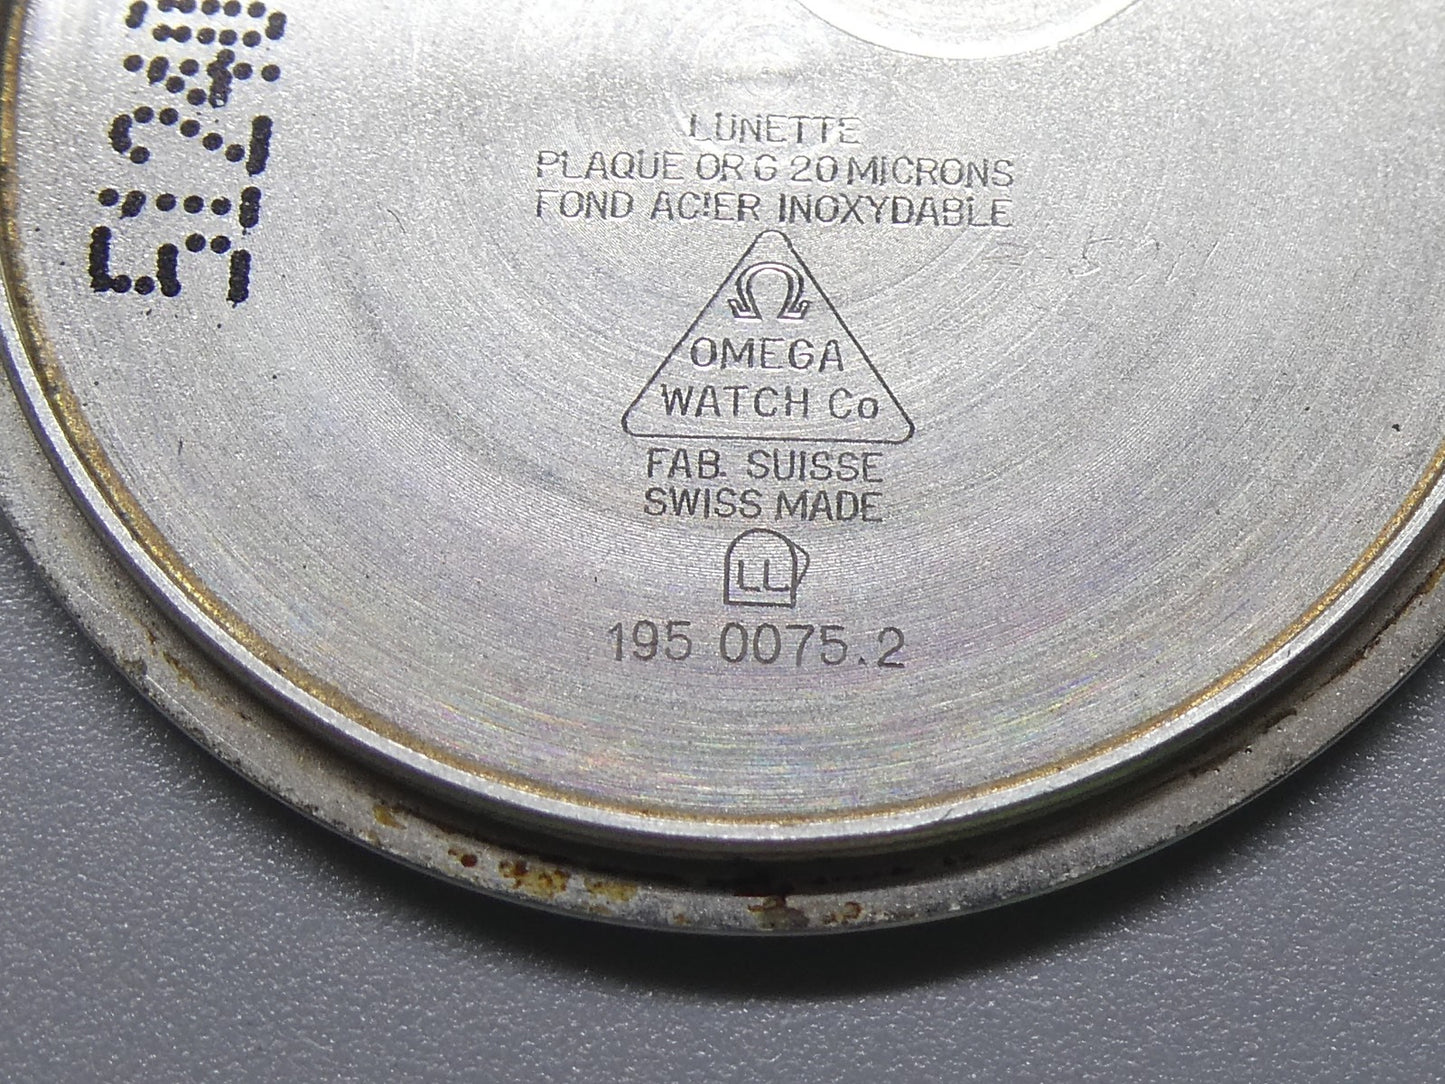 LUNETTE
PLAQUE OR G 20 MICRONS
FOND ACIER INOXYDABLE
Ω
OMEGA
WATCH Co
FAB. SUISSE
SWISS MADE
LL
195 0075.2